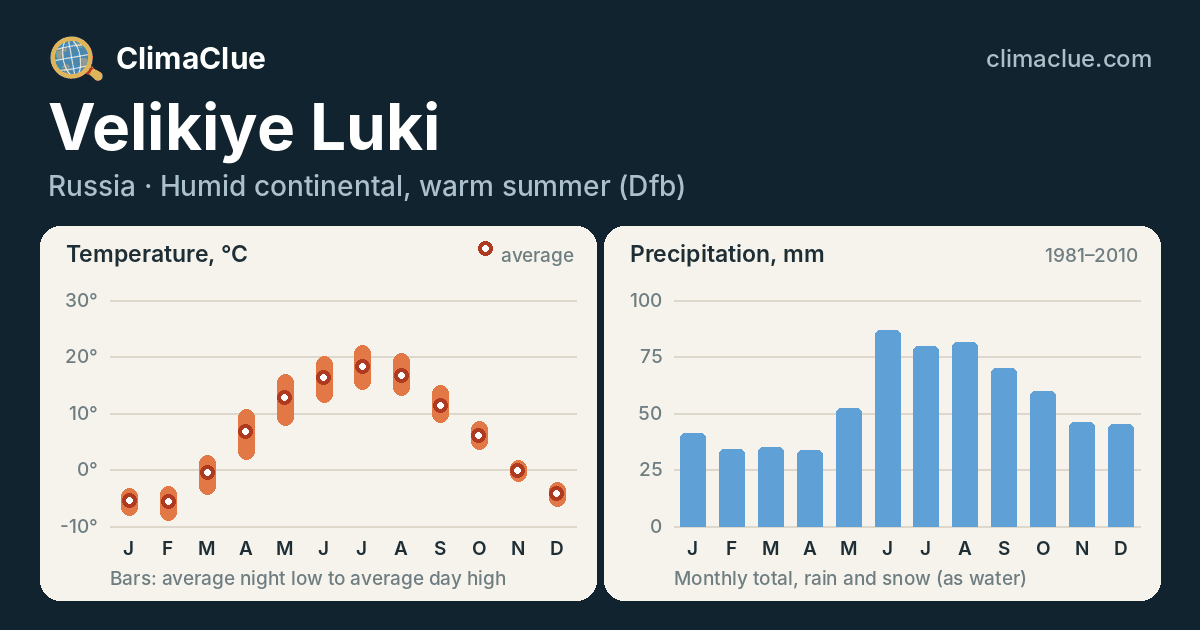 ClimaClue
climaclue.com
Velikiye Luki
Russia · Humid continental, warm summer (Dfb)
Temperature, °C
average
30°
20°
10°
0°
-10°
J F M A M J J A S O N D
Bars: average night low to average day high
Precipitation, mm
1981–2010
100
75
50
25
0
J F M A M J J A S O N D
Monthly total, rain and snow (as water)